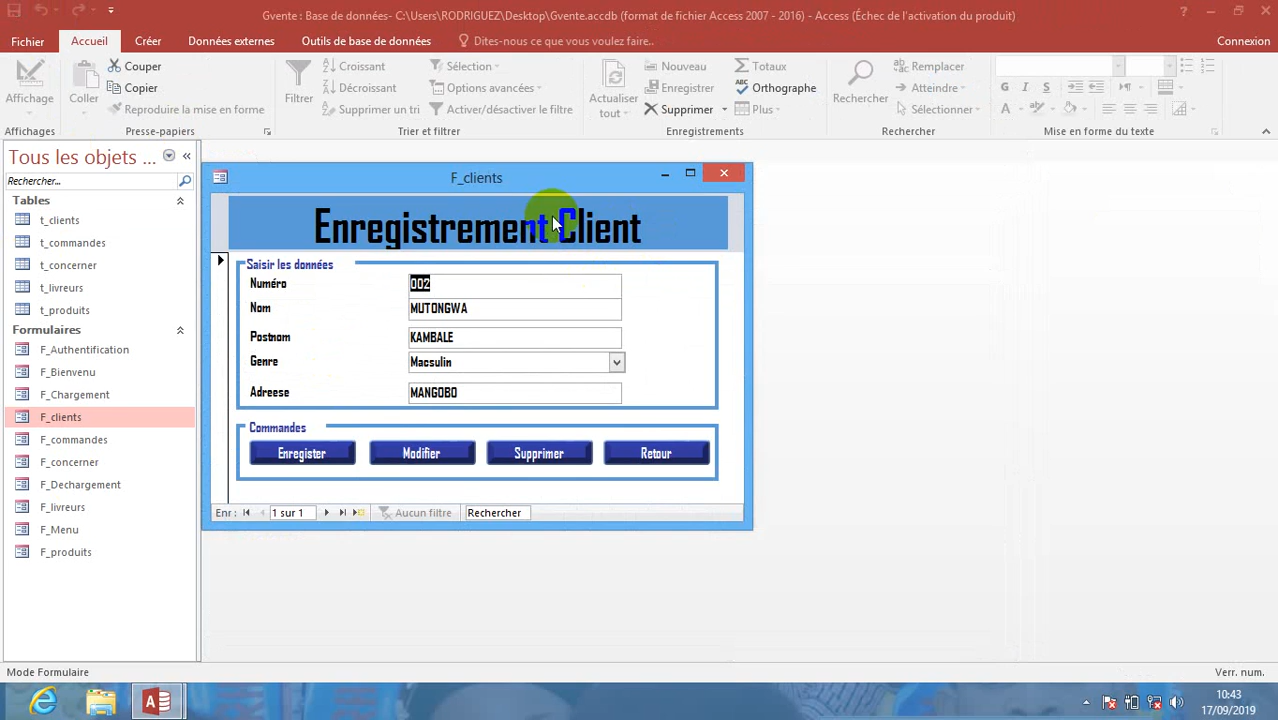 Gvente : Base de données- C:\Users\RODRIGUEZ\Desktop\Gvente.accdb (format de fichier Access 2007 - 2016) - Access (Échec de l'activation du produit)
Fichier Accueil Créer Données externes Outils de base de données Dites-nous ce que vous voulez faire.. Connexion
Couper Croissant Sélection Nouveau Totaux Remplacer
Copier Décroissant Options avancées Enregistrer Orthographe Atteindre G I S
Reproduire la mise en forme Supprimer un tri Activer/désactiver le filtre Supprimer Plus Sélectionner A
Affichage Coller Filtrer Actualiser tout Rechercher
Affichages Presse-papiers Trier et filtrer Enregistrements Rechercher Mise en forme du texte
Tous les objets ...
Rechercher...
Tables
t_clients
t_commandes
t_concerner
t_livreurs
t_produits
Formulaires
F_Authentification
F_Bienvenu
F_Chargement
F_clients
F_commandes
F_concerner
F_Dechargement
F_livreurs
F_Menu
F_produits
F_clients
Enregistrement Client
Saisir les données
Numéro 002
Nom MUTONGWA
Postnom KAMBALE
Genre Macsulin
Adreese MANGOBO
Commandes
Enregister Modifier Supprimer Retour
Enr : 1 sur 1 Aucun filtre Rechercher
Mode Formulaire Verr. num.
10:43
17/09/2019